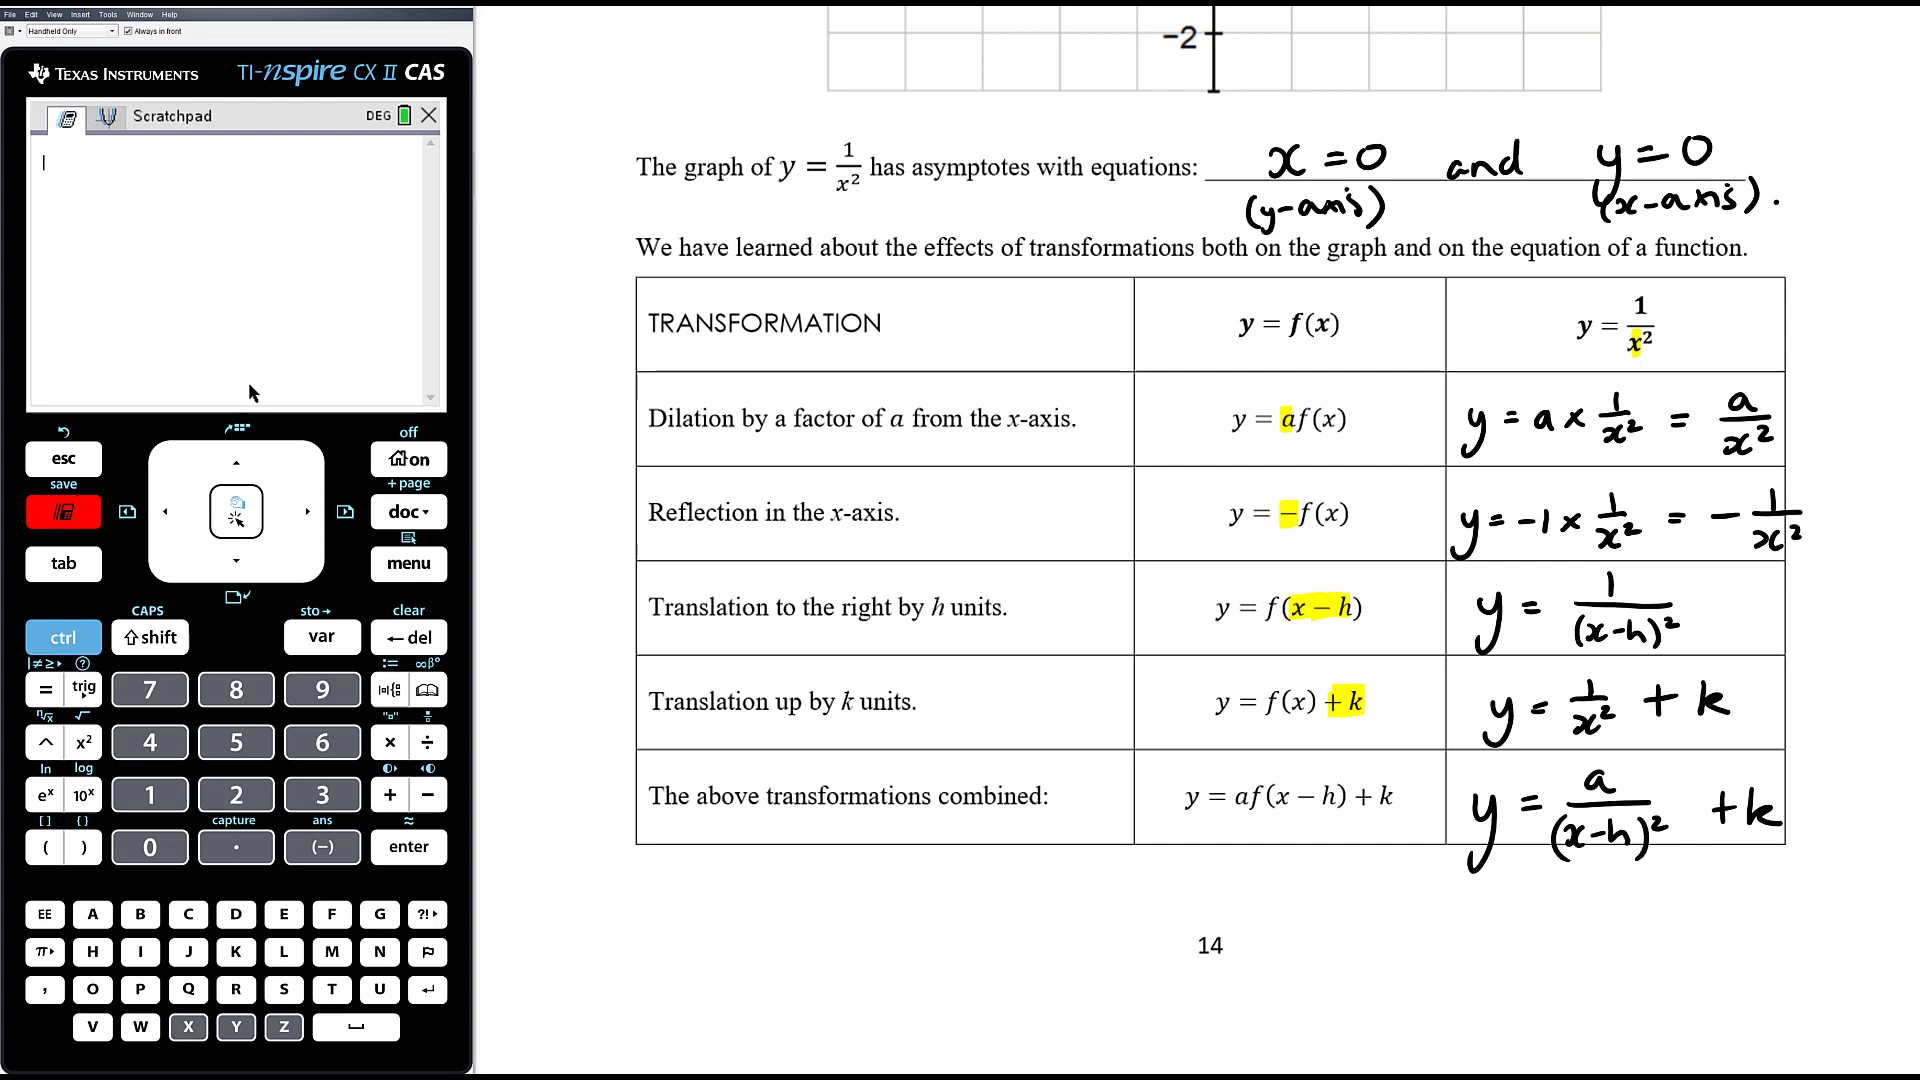 File Edit View Insert Tools Window Help
Handheld Only Always in front
TEXAS INSTRUMENTS TI-nspire CX II CAS
Scratchpad DEG
off
esc on
save + page
doc
tab menu
CAPS sto→ clear
ctrl shift var ←del
= trig 7 8 9
^ x² 4 5 6 × ÷
ln log
eˣ 10ˣ 1 2 3 + −
[ ] { } capture ans ≈
( ) 0 . (−) enter
EE A B C D E F G ?!▸
π▸ H I J K L M N
, O P Q R S T U ↵
V W X Y Z
−2
The graph of y = 1/x² has asymptotes with equations: x = 0 and y = 0
(y-axis) (x-axis).
We have learned about the effects of transformations both on the graph and on the equation of a function.
TRANSFORMATION y = f(x) y = 1/x²
Dilation by a factor of a from the x-axis. y = af(x) y = a × 1/x² = a/x²
Reflection in the x-axis. y = −f(x) y = -1 × 1/x² = - 1/x²
Translation to the right by h units. y = f(x − h) y = 1/(x-h)²
Translation up by k units. y = f(x) + k y = 1/x² + k
The above transformations combined: y = af(x − h) + k y = a/(x-h)² + k
14